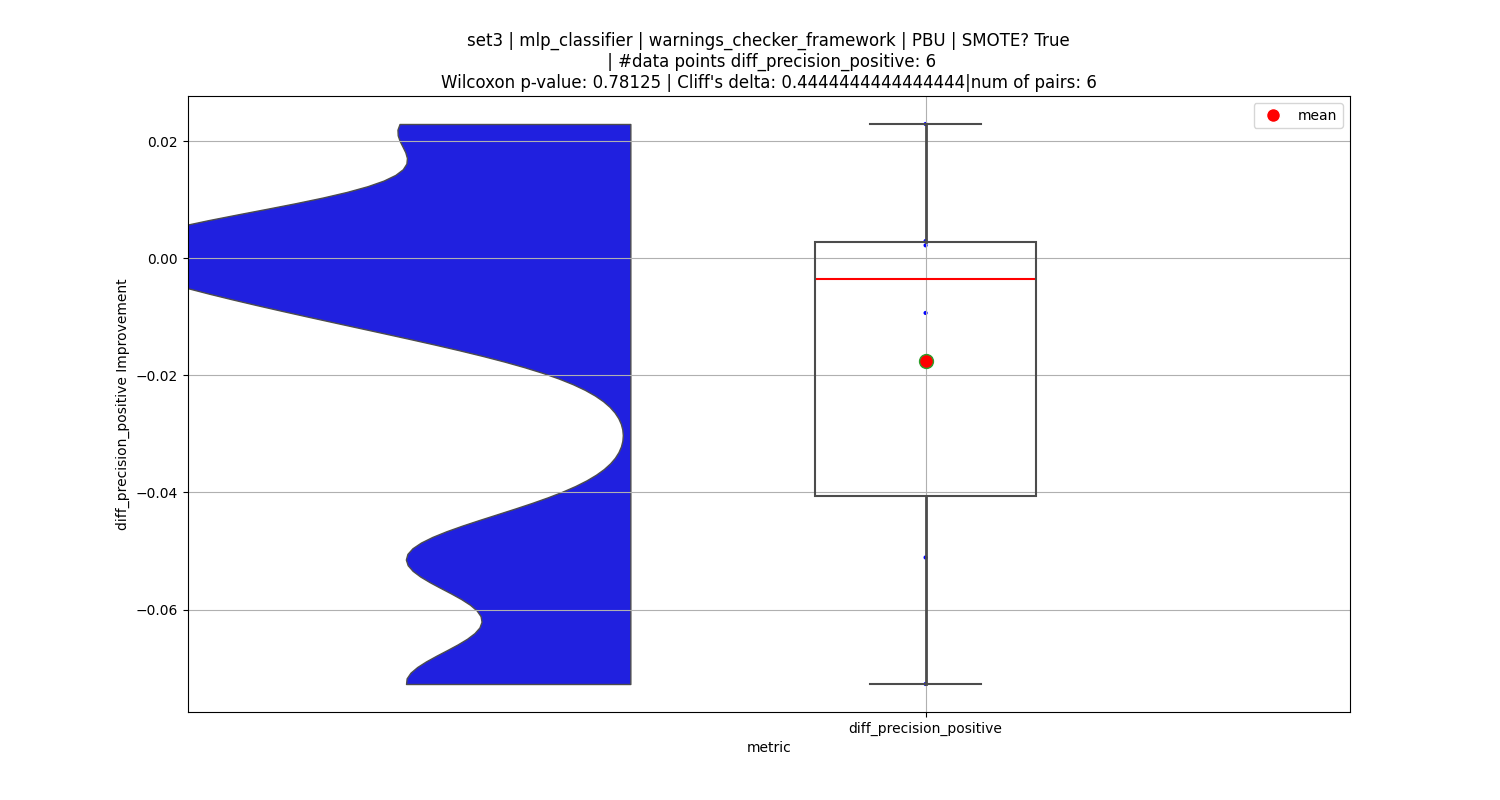 set3 | mlp_classifier | warnings_checker_framework | PBU | SMOTE? True
| #data points diff_precision_positive: 6
Wilcoxon p-value: 0.78125 | Cliff's delta: 0.4444444444444444|num of pairs: 6
mean
0.02
0.00
−0.02
−0.04
−0.06
diff_precision_positive Improvement
diff_precision_positive
metric